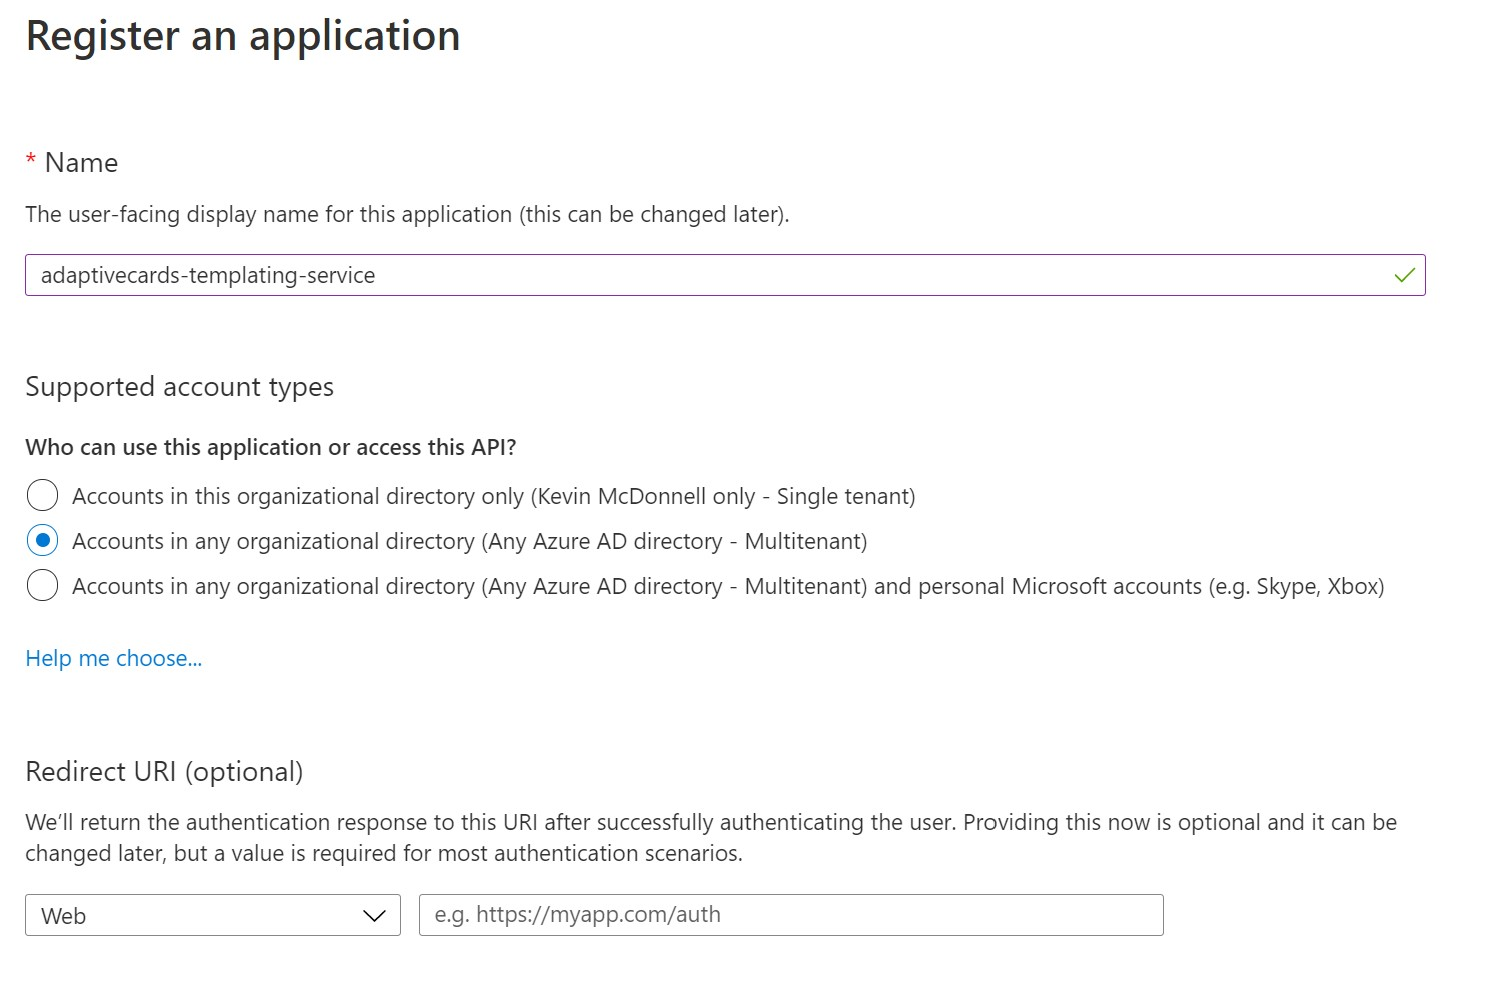 Register an application
* Name
The user-facing display name for this application (this can be changed later).
adaptivecards-templating-service
Supported account types
Who can use this application or access this API?
Accounts in this organizational directory only (Kevin McDonnell only - Single tenant)
Accounts in any organizational directory (Any Azure AD directory - Multitenant)
Accounts in any organizational directory (Any Azure AD directory - Multitenant) and personal Microsoft accounts (e.g. Skype, Xbox)
Help me choose...
Redirect URI (optional)
We'll return the authentication response to this URI after successfully authenticating the user. Providing this now is optional and it can be
changed later, but a value is required for most authentication scenarios.
Web
e.g. https://myapp.com/auth